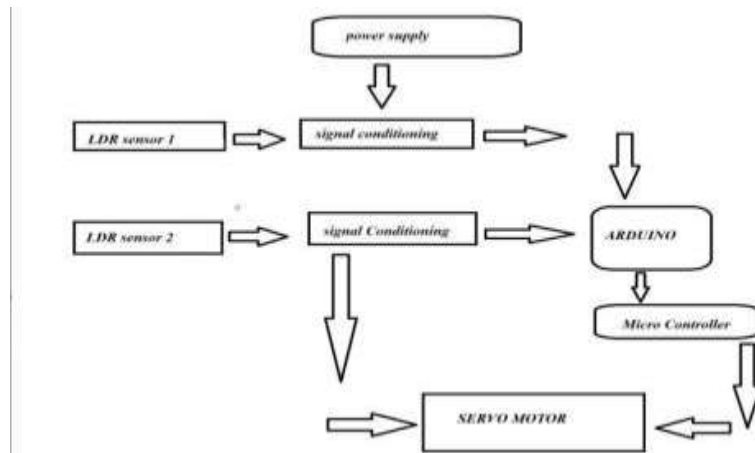 power supply
LDR sensor 1
signal conditioning
LDR sensor 2
signal Conditioning
ARDUINO
Micro Controller
SERVO MOTOR